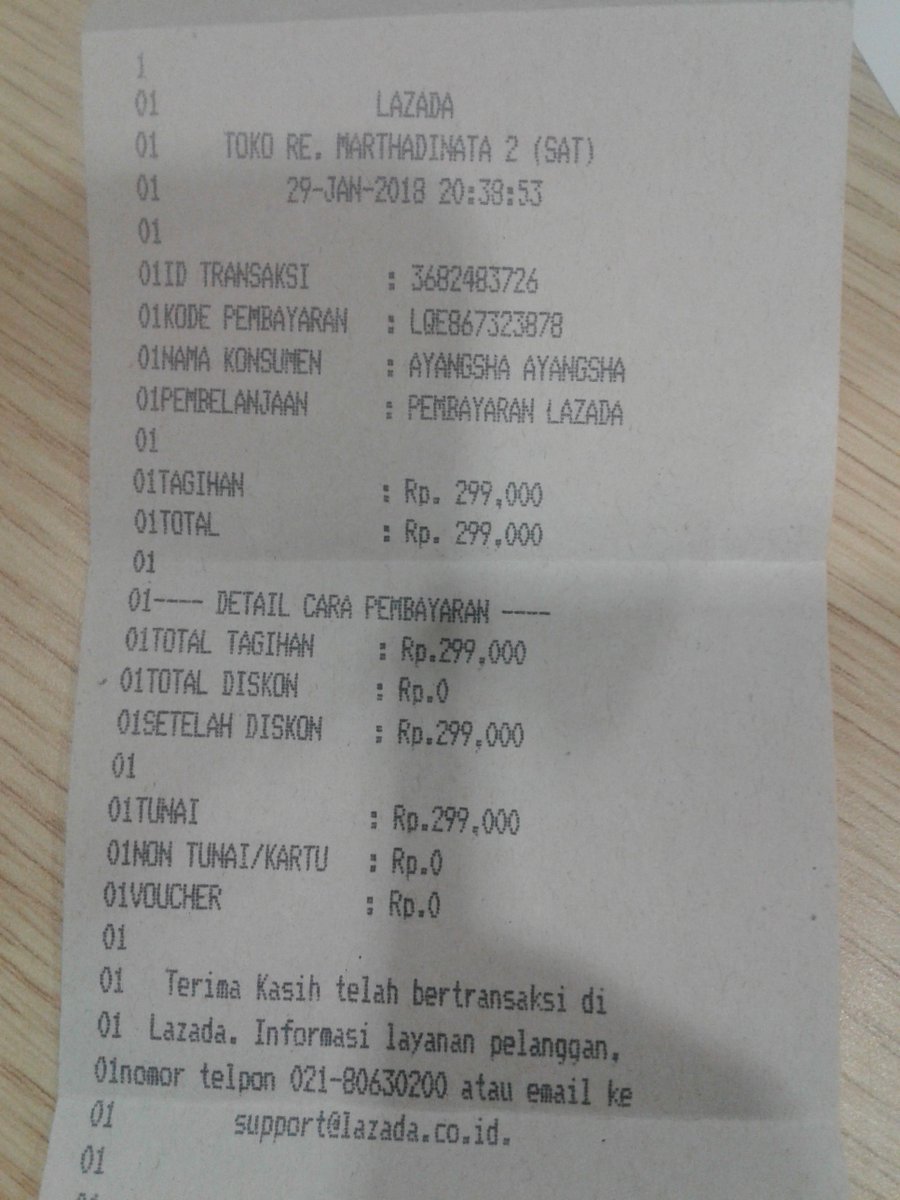 1
01 LAZADA
01 TOKO RE. MARTHADINATA 2 (SAT)
01 29-JAN-2018 20:38:53
01
01ID TRANSAKSI : 3682483726
01KODE PEMBAYARAN : LQE867323878
01NAMA KONSUMEN : AYANGSHA AYANGSHA
01PEMBELANJAAN : PEMBAYARAN LAZADA
01
01TAGIHAN : Rp. 299,000
01TOTAL : Rp. 299,000
01
01---- DETAIL CARA PEMBAYARAN ----
01TOTAL TAGIHAN : Rp.299,000
01TOTAL DISKON : Rp.0
01SETELAH DISKON : Rp.299,000
01
01TUNAI : Rp.299,000
01NON TUNAI/KARTU : Rp.0
01VOUCHER : Rp.0
01
01 Terima Kasih telah bertransaksi di
01 Lazada. Informasi layanan pelanggan,
01nomor telpon 021-80630200 atau email ke
01 support@lazada.co.id.
01